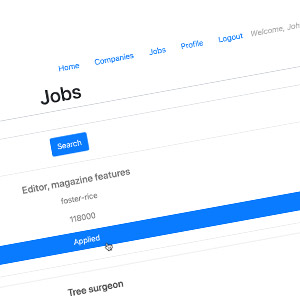 Home Companies Jobs Profile Logout Welcome, Joh
Jobs
Search
Editor, magazine features
foster-rice
118000
Applied
Tree surgeon